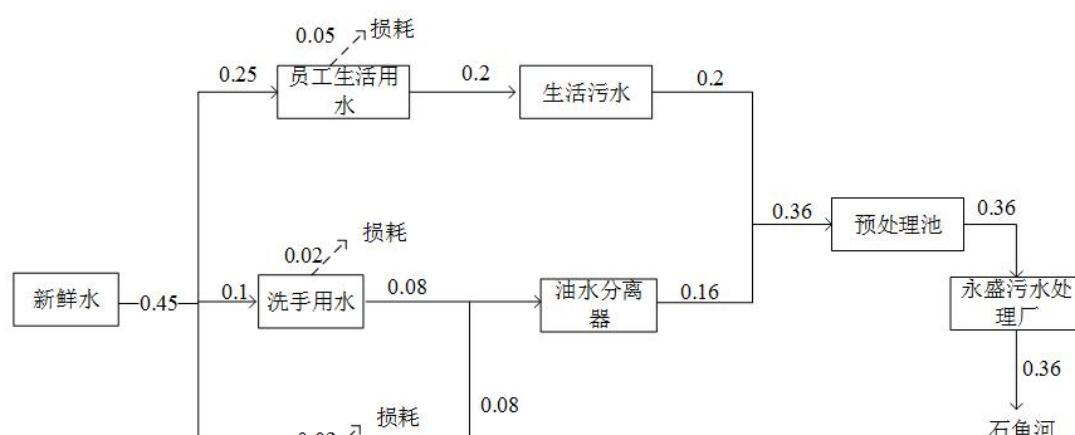 0.05
损耗
0.25
员工生活用
水
0.2
生活污水
0.2
0.36
预处理池
0.36
损耗
0.02
新鲜水
0.45
0.1
洗手用水
0.08
油水分离
器
0.16
永盛污水处
理厂
0.36
0.08
损耗
石鱼河